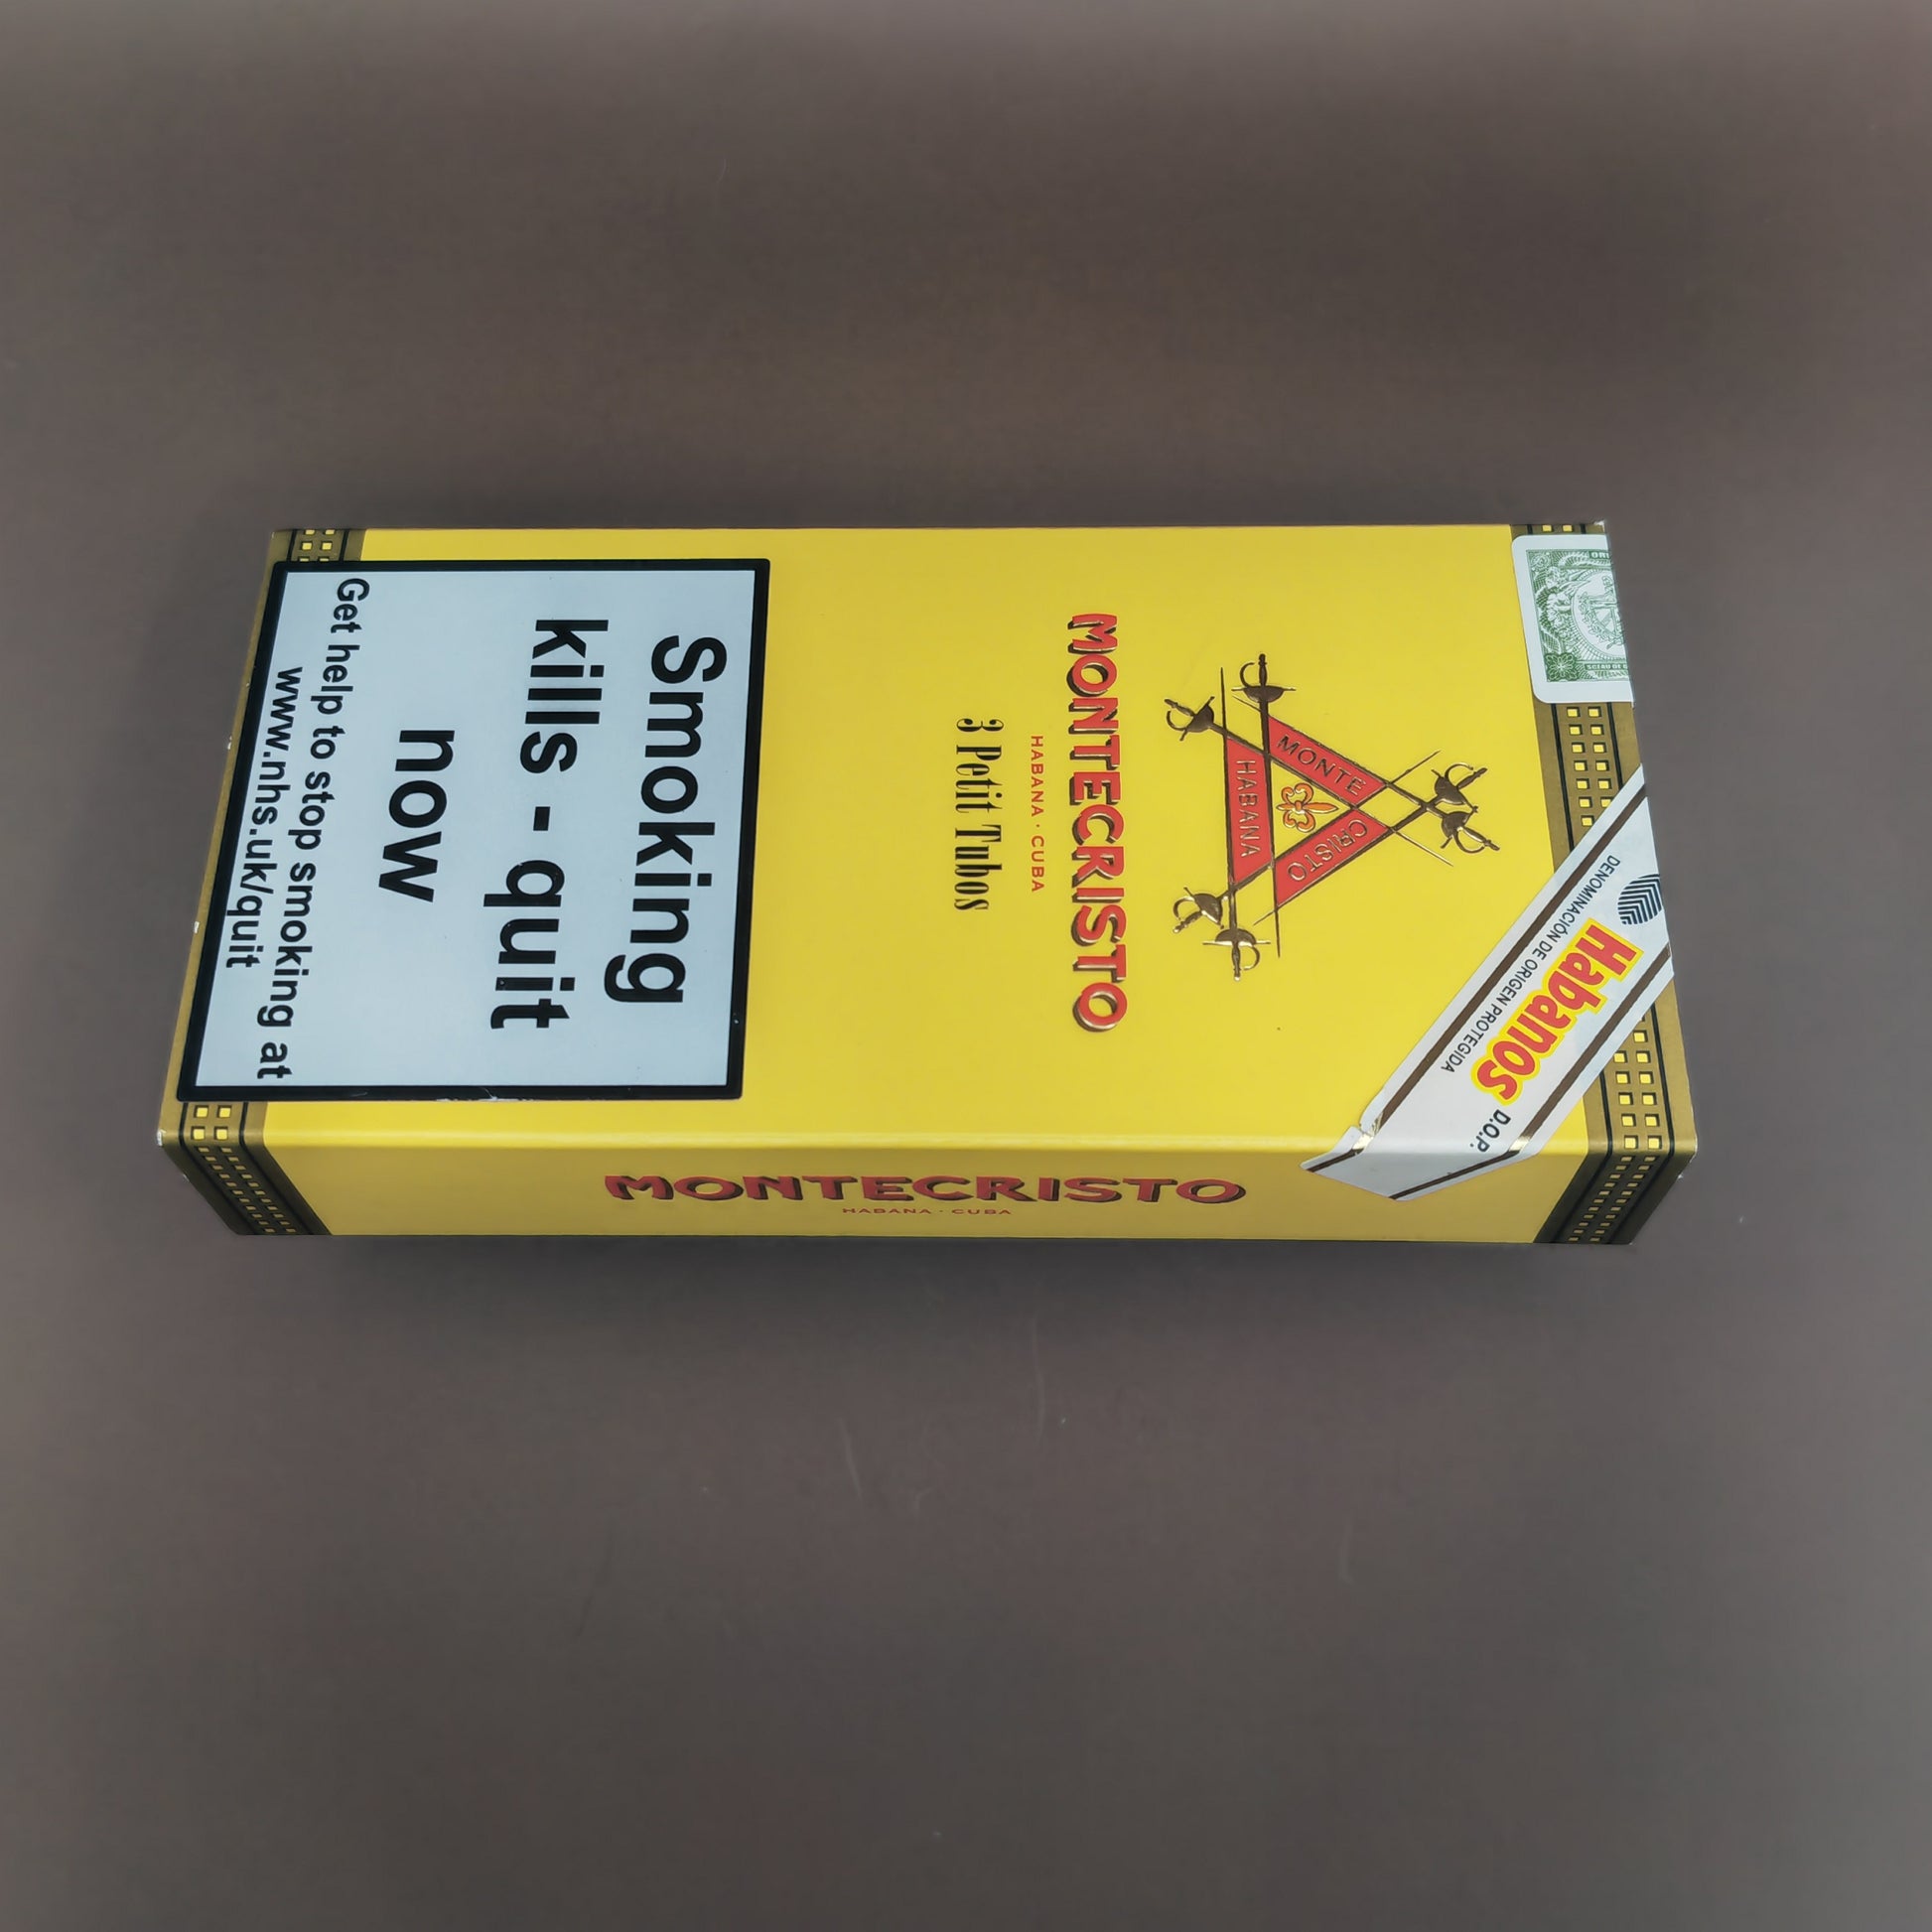 Habanos
DENOMINACIÓN DE ORIGEN PROTEGIDA
D.O.P.
MONTE
CRISTO
HABANA
MONTECRISTO
HABANA · CUBA
3 Petit Tubos
Smoking
kills - quit
now
Get help to stop smoking at
www.nhs.uk/quit
MONTECRISTO
HABANA · CUBA